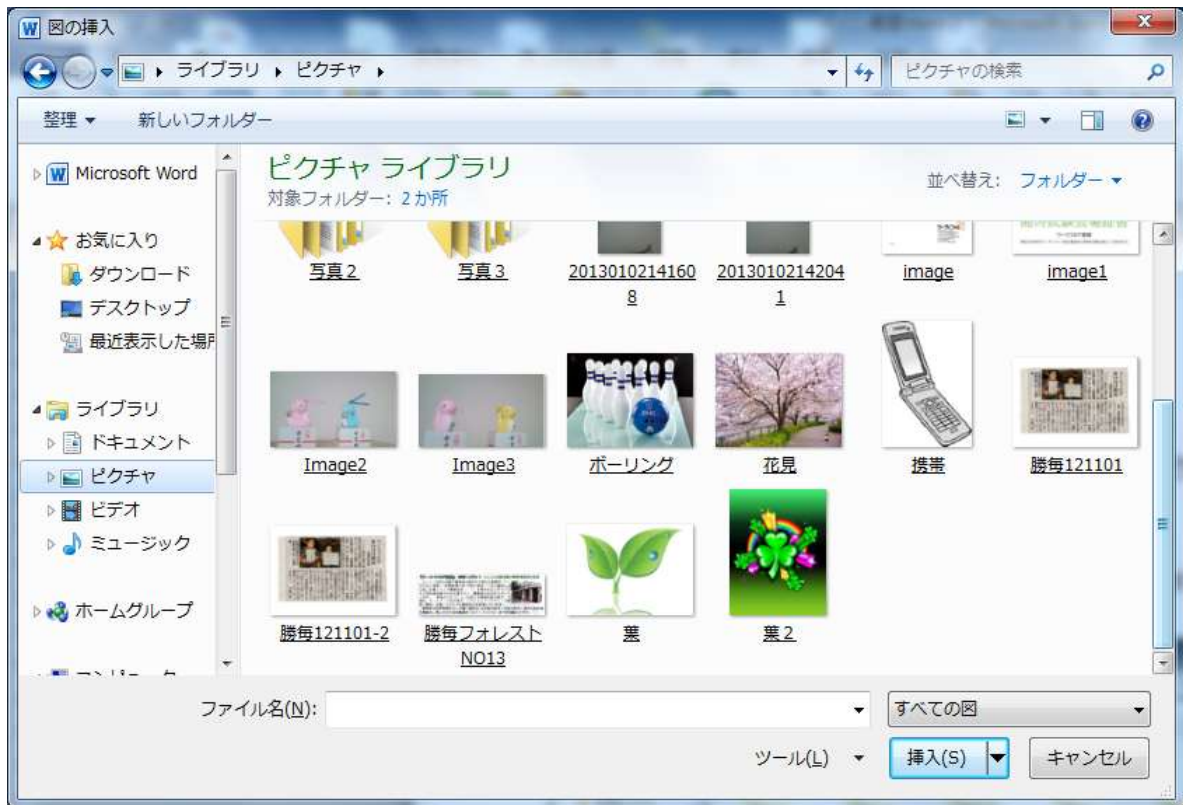 図の挿入
ライブラリ ピクチャ
ピクチャの検索
整理 新しいフォルダー
Microsoft Word
お気に入り
ダウンロード
デスクトップ
最近表示した場所
ライブラリ
ドキュメント
ピクチャ
ビデオ
ミュージック
ホームグループ
ピクチャ ライブラリ
対象フォルダー: 2 か所
並べ替え: フォルダー
写真2
写真3
2013010214160
8
2013010214204
1
image
image1
Image2
Image3
ボーリング
花見
携帯
勝毎121101
勝毎121101-2
勝毎フォレスト
NO13
葉
葉2
ファイル名(N):
すべての図
ツール(L)
挿入(S)
キャンセル